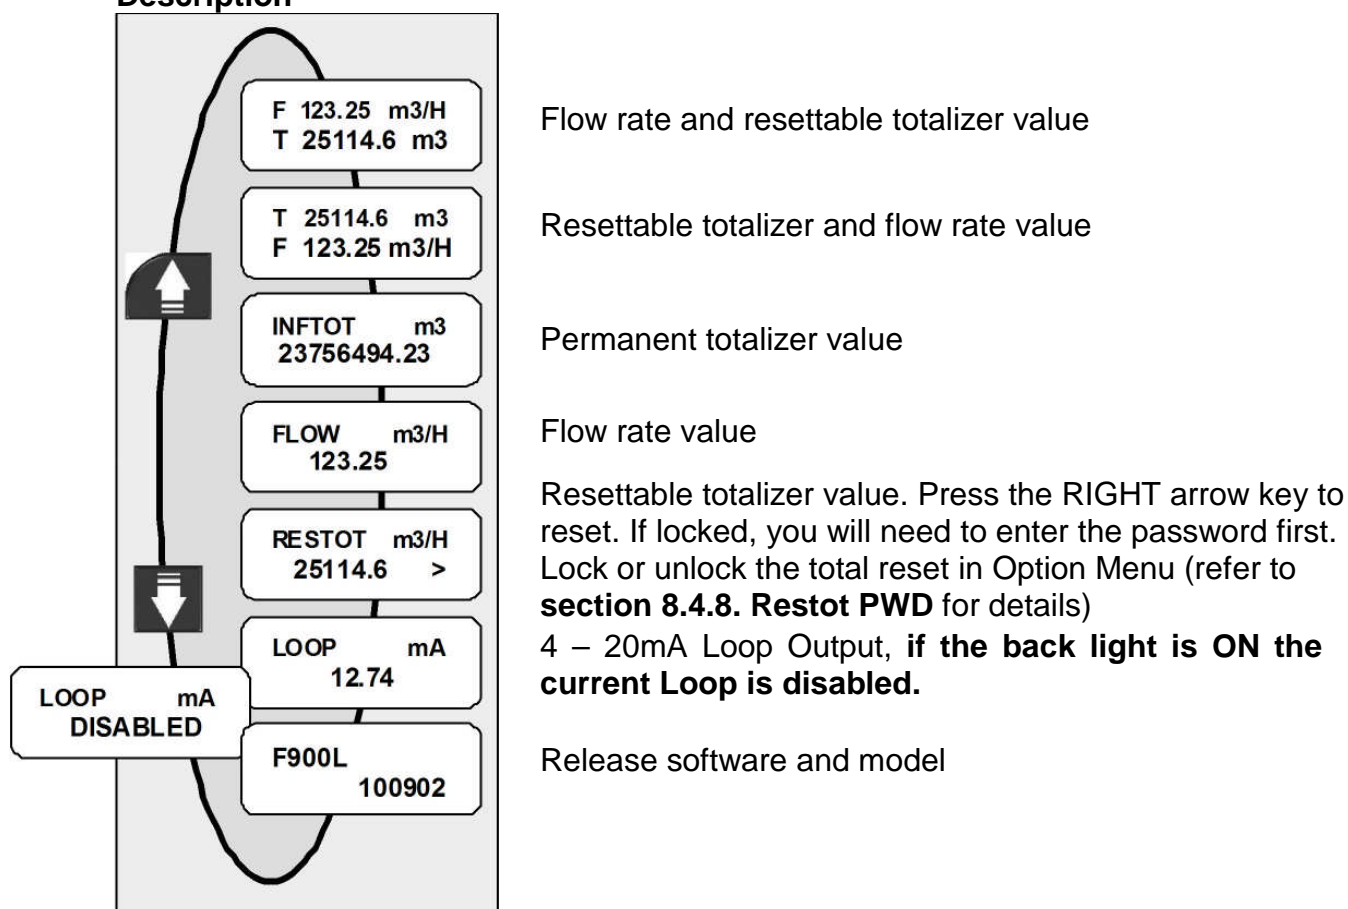 Description
F 123.25 m3/H
T 25114.6 m3
Flow rate and resettable totalizer value
T 25114.6 m3
F 123.25 m3/H
Resettable totalizer and flow rate value
INFTOT m3
23756494.23
Permanent totalizer value
FLOW m3/H
123.25
Flow rate value
RESTOT m3/H
25114.6 >
Resettable totalizer value. Press the RIGHT arrow key to
reset. If locked, you will need to enter the password first.
Lock or unlock the total reset in Option Menu (refer to
section 8.4.8. Restot PWD for details)
LOOP mA
12.74
4 – 20mA Loop Output, if the back light is ON the
current Loop is disabled.
LOOP mA
DISABLED
F900L
100902
Release software and model